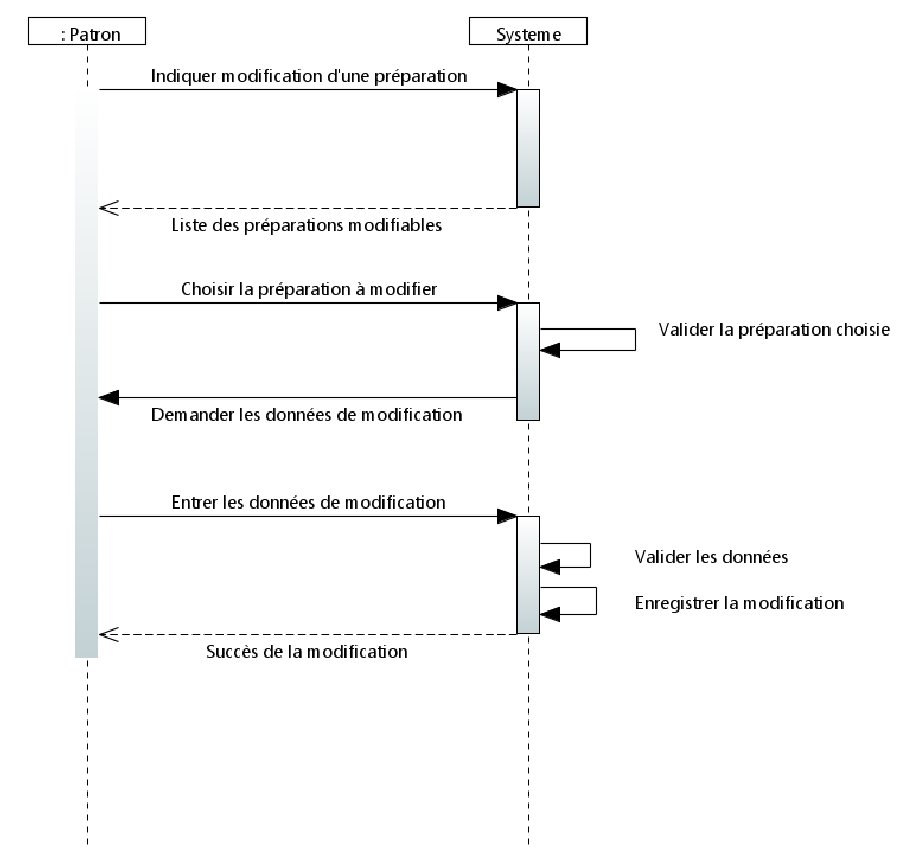 : Patron
Systeme
Indiquer modification d'une préparation
Liste des préparations modifiables
Choisir la préparation à modifier
Valider la préparation choisie
Demander les données de modification
Entrer les données de modification
Valider les données
Enregistrer la modification
Succès de la modification